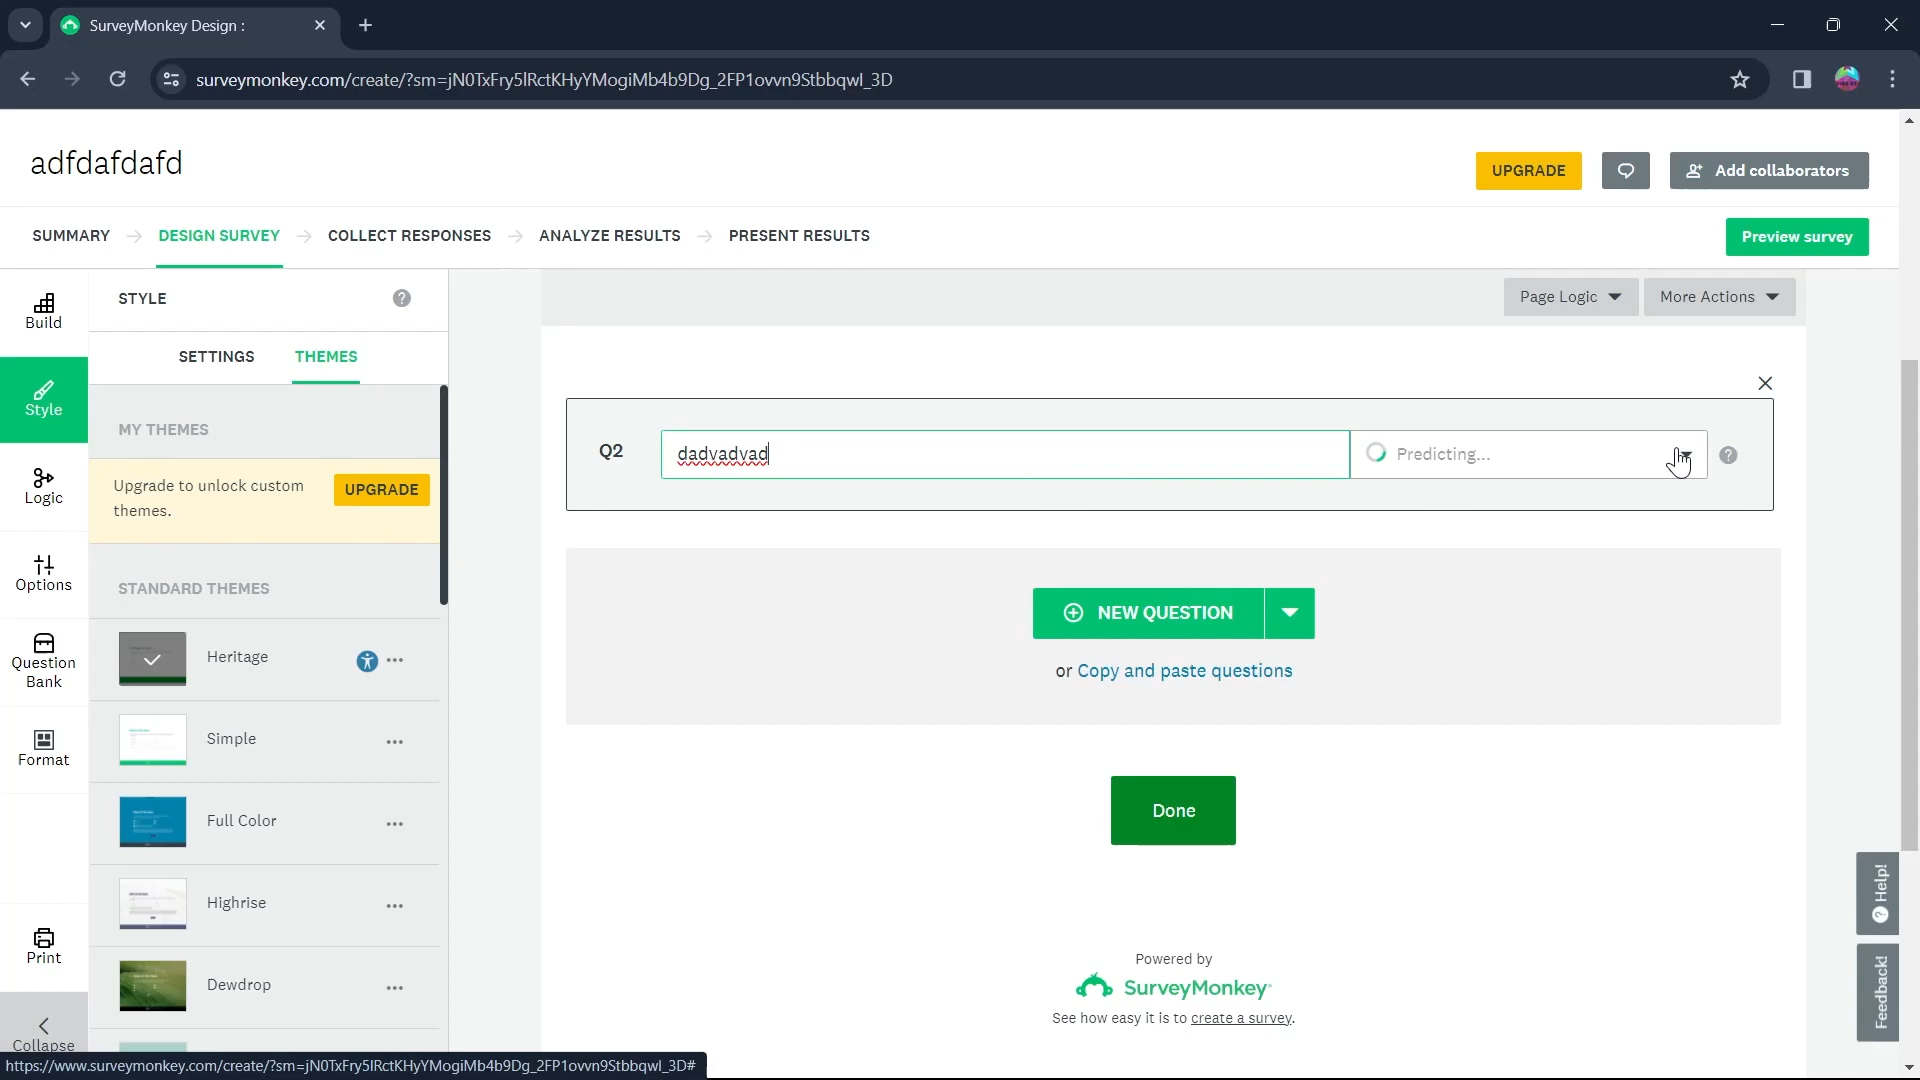 SurveyMonkey Design :
surveymonkey.com/create/?sm=jN0TxFry5lRctKHyYMogiMb4b9Dg_2FP1ovvn9Stbbqwl_3D
adfdafdafd
UPGRADE
Add collaborators
SUMMARY
DESIGN SURVEY
COLLECT RESPONSES
ANALYZE RESULTS
PRESENT RESULTS
Preview survey
Build
Style
Logic
Options
Question
Bank
Format
Print
Collapse
STYLE
SETTINGS
THEMES
MY THEMES
Upgrade to unlock custom
themes.
UPGRADE
STANDARD THEMES
Heritage
Simple
Full Color
Highrise
Dewdrop
Page Logic
More Actions
Q2
dadvadvad
Predicting...
NEW QUESTION
or Copy and paste questions
Done
Powered by
SurveyMonkey
See how easy it is to create a survey.
Help!
Feedback!
https://www.surveymonkey.com/create/?sm=jN0TxFry5lRctKHyYMogiMb4b9Dg_2FP1ovvn9Stbbqwl_3D#